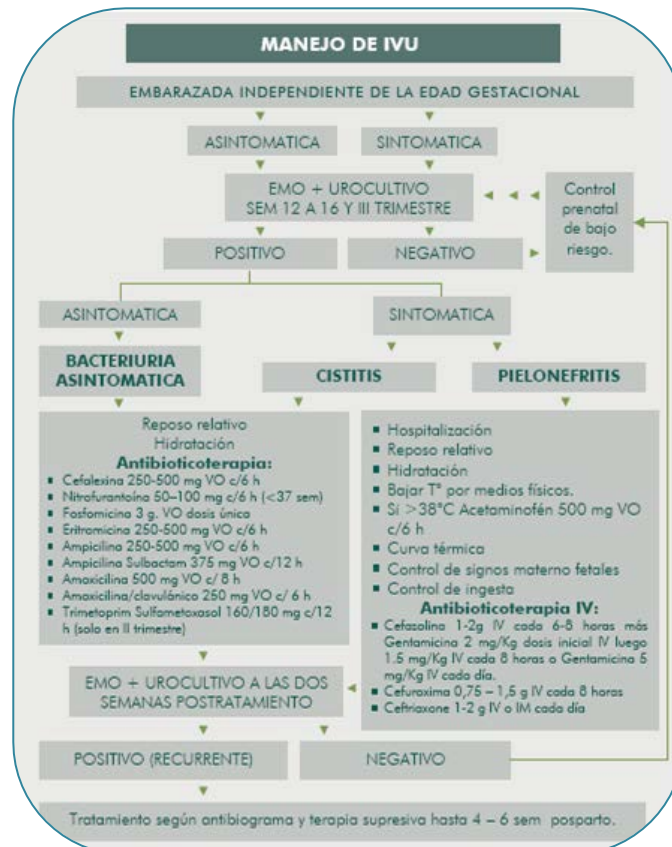 MANEJO DE IVU
EMBARAZADA INDEPENDIENTE DE LA EDAD GESTACIONAL
ASINTOMATICA
SINTOMATICA
EMO + UROCULTIVO
SEM 12 A 16 Y III TRIMESTRE
Control
prenatal
de bajo
riesgo.
POSITIVO
NEGATIVO
ASINTOMATICA
SINTOMATICA
BACTERIURIA
ASINTOMATICA
CISTITIS
PIELONEFRITIS
Reposo relativo
Hidratación
Antibioticoterapia:
▪ Cefalexina 250-500 mg VO c/6 h
▪ Nitrofurantoína 50–100 mg c/6 h (<37 sem)
▪ Fosfomicina 3 g. VO dosis única
▪ Eritromicina 250-500 mg VO c/6 h
▪ Ampicilina 250-500 mg VO c/6 h
▪ Ampicilina Sulbactam 375 mg VO c/12 h
▪ Amoxicilina 500 mg VO c/ 8 h
▪ Amoxicilina/clavulánico 250 mg VO c/ 6 h
▪ Trimetoprim Sulfametoxasol 160/180 mg c/12
h (solo en II trimestre)
▪ Hospitalización
▪ Reposo relativo
▪ Hidratación
▪ Bajar T° por medios físicos.
▪ Si >38°C Acetaminofén 500 mg VO
c/6 h
▪ Curva térmica
▪ Control de signos materno fetales
▪ Control de ingesta
Antibioticoterapia IV:
▪ Cefazolina 1-2g IV cada 6-8 horas más
Gentamicina 2 mg/Kg dosis inicial IV luego
1.5 mg/Kg IV cada 8 horas o Gentamicina 5
mg/Kg IV cada día.
▪ Cefuroxima 0,75 – 1,5 g IV cada 8 horas
▪ Ceftriaxone 1-2 g IV o IM cada día
EMO + UROCULTIVO A LAS DOS
SEMANAS POSTRATAMIENTO
POSITIVO (RECURRENTE)
NEGATIVO
Tratamiento según antibiograma y terapia supresiva hasta 4 – 6 sem posparto.